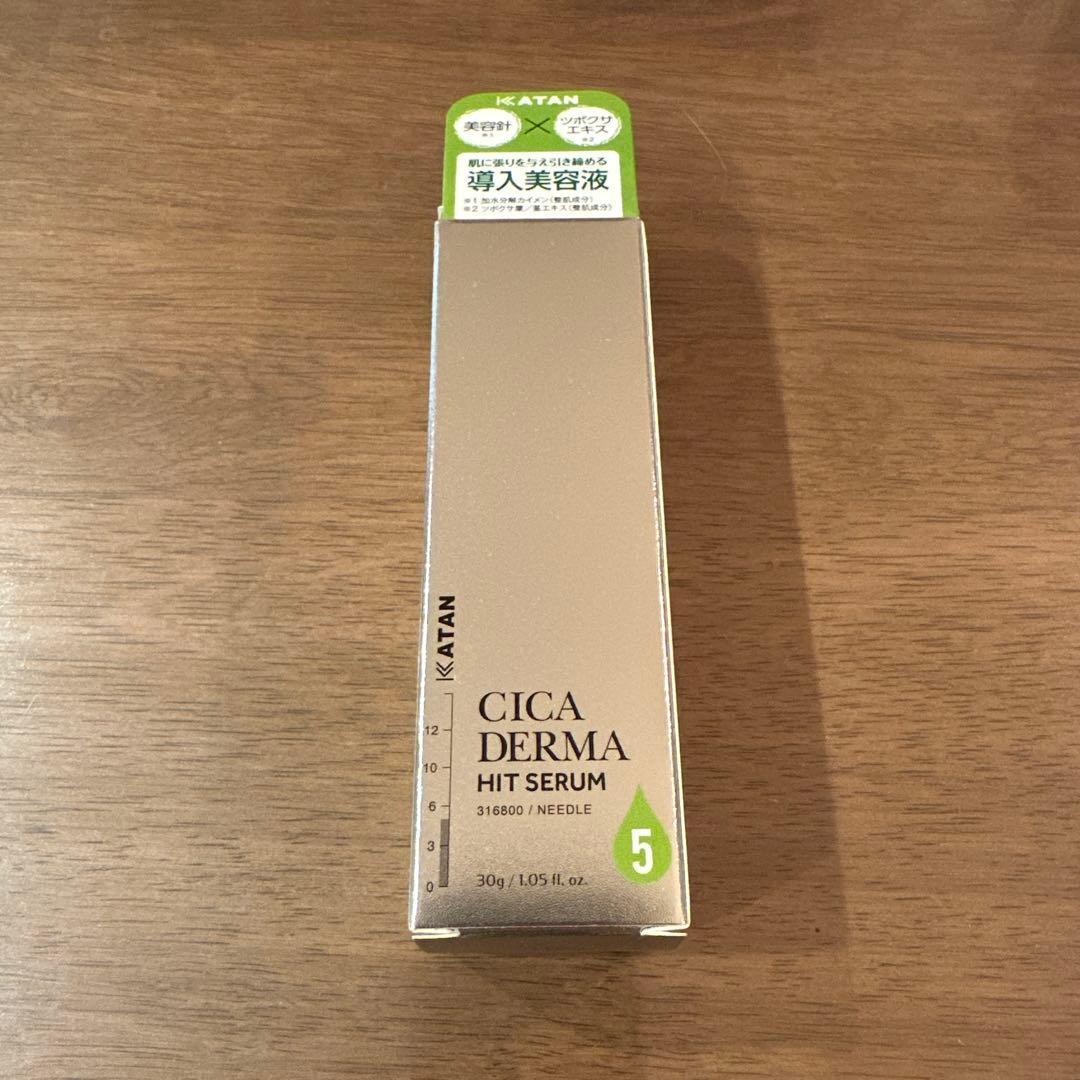 KATAN
美容針
※1
×
ツボクサ
エキス
※2
肌に張りを与え引き締める
導入美容液
※1 加水分解カイメン(整肌成分)
※2 ツボクサ葉/茎エキス(整肌成分)
KATAN
CICA
DERMA
HIT SERUM
316800 / NEEDLE
12
10
6
3
0
5
30g / 1.05 fl. oz.